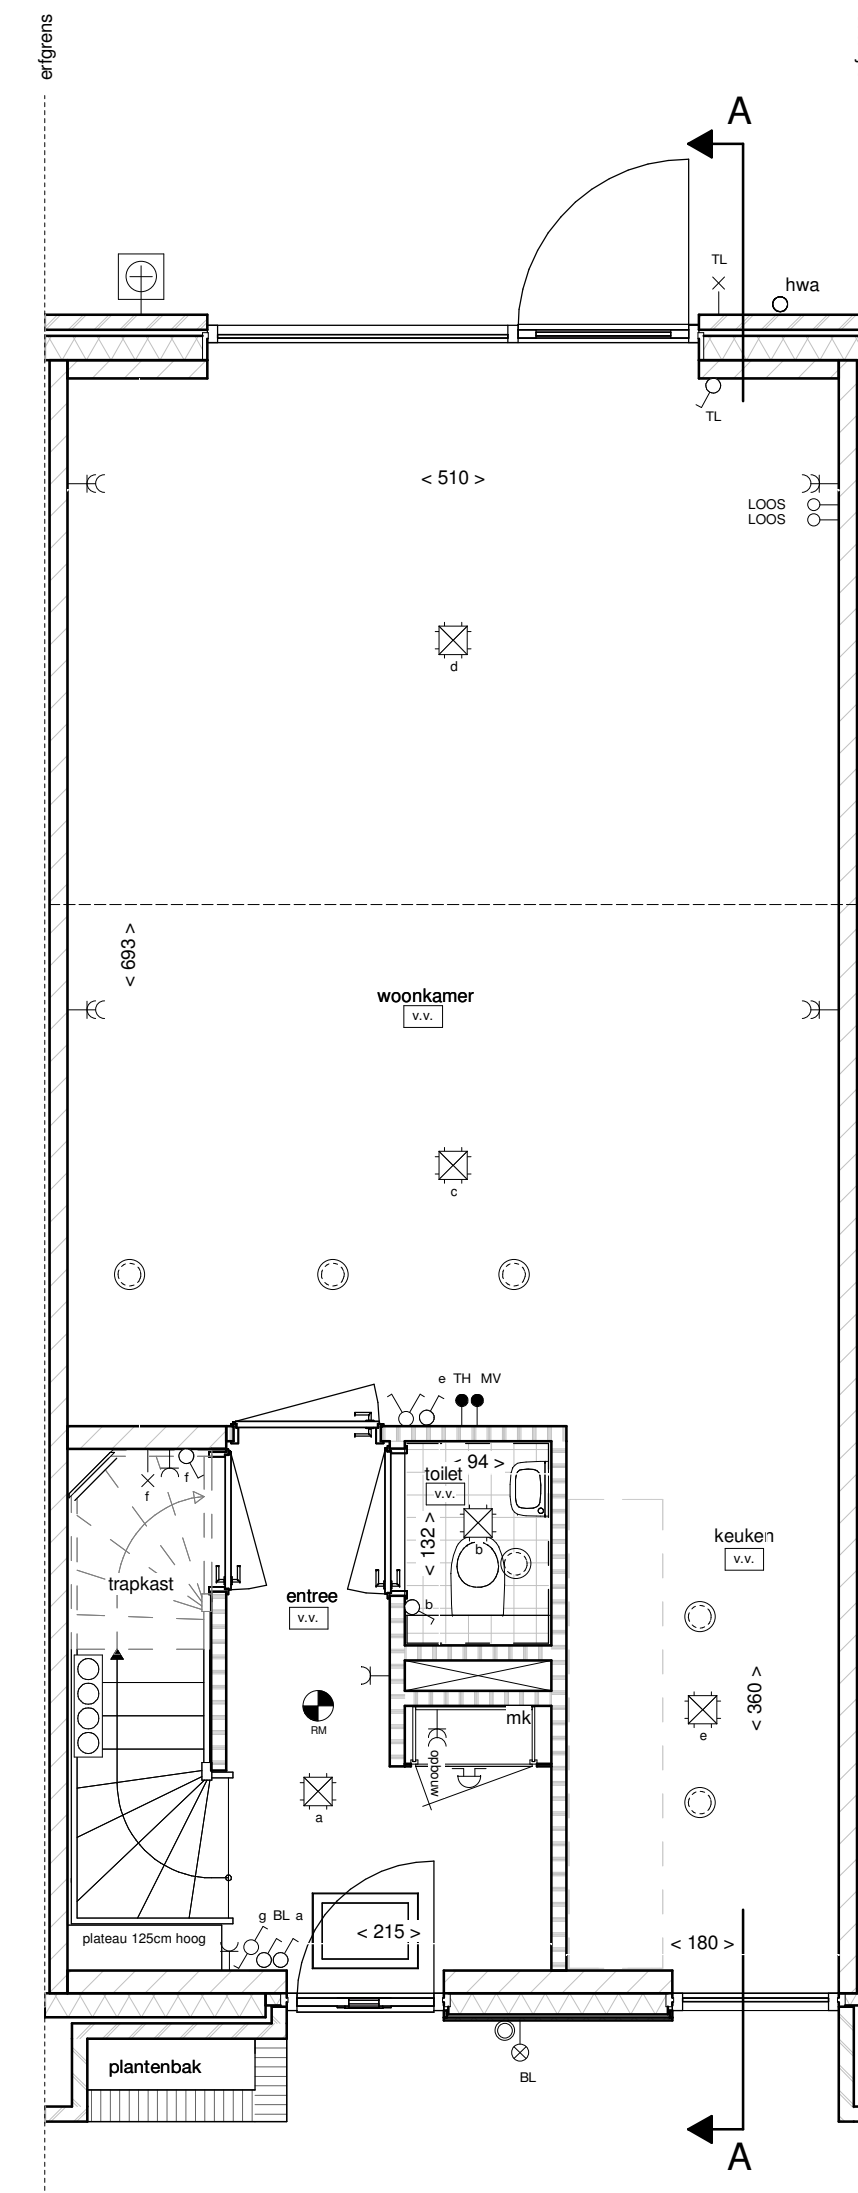 erfgrens
A
TL
hwa
TL
< 510 >
LOOS
LOOS
d
< 693 >
woonkamer
v.v.
c
e TH MV
94 >
toilet
v.v.
f
f
< 132 >
b
keuken
v.v.
trapkast
entree
v.v.
b
< 360 >
RM
mk
e
opbouw
a
g BL a
< 215 >
plateau 125cm hoog
< 180 >
plantenbak
BL
A